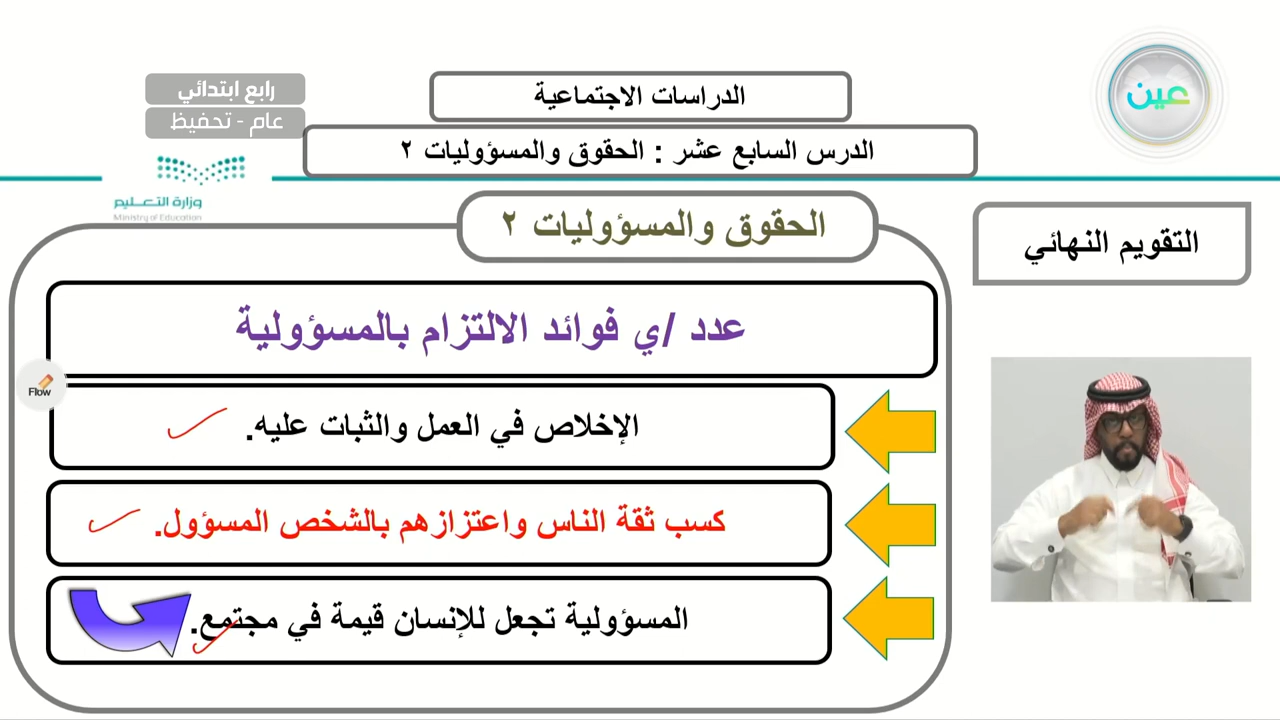 عين
الدراسات الاجتماعية
رابع ابتدائي
عام - تحفيظ
الدرس السابع عشر : الحقوق والمسؤوليات ٢
وزارة التعـلـيم
Ministry of Education
الحقوق والمسؤوليات ٢
التقويم النهائي
عدد /ي فوائد الالتزام بالمسؤولية
Flow
الإخلاص في العمل والثبات عليه.
كسب ثقة الناس واعتزازهم بالشخص المسؤول.
المسؤولية تجعل للإنسان قيمة في مجتمع.